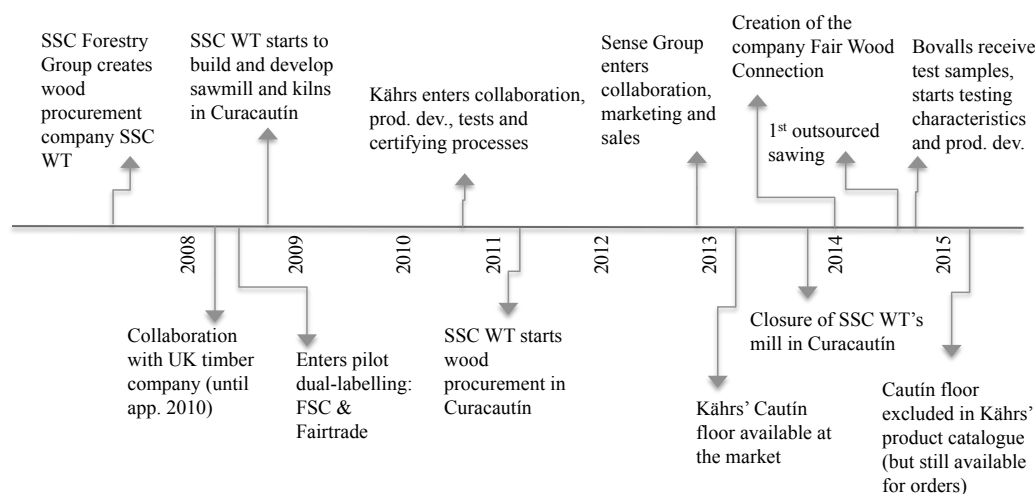 SSC Forestry
Group creates
wood
procurement
company SSC
WT
SSC WT starts to
build and develop
sawmill and kilns
in Curacautín
Kährs enters collaboration,
prod. dev., tests and
certifying processes
Sense Group
enters
collaboration,
marketing and
sales
Creation of the
company Fair Wood
Connection
1st outsourced
sawing
Bovalls receive
test samples,
starts testing
characteristics
and prod. dev.
2008
2009
2010
2011
2012
2013
2014
2015
Collaboration
with UK timber
company (until
app. 2010)
Enters pilot
dual-labelling:
FSC &
Fairtrade
SSC WT starts
wood
procurement in
Curacautín
Kährs’ Cautín
floor available at
the market
Closure of SSC WT’s
mill in Curacautín
Cautín floor
excluded in Kährs’
product catalogue
(but still available
for orders)